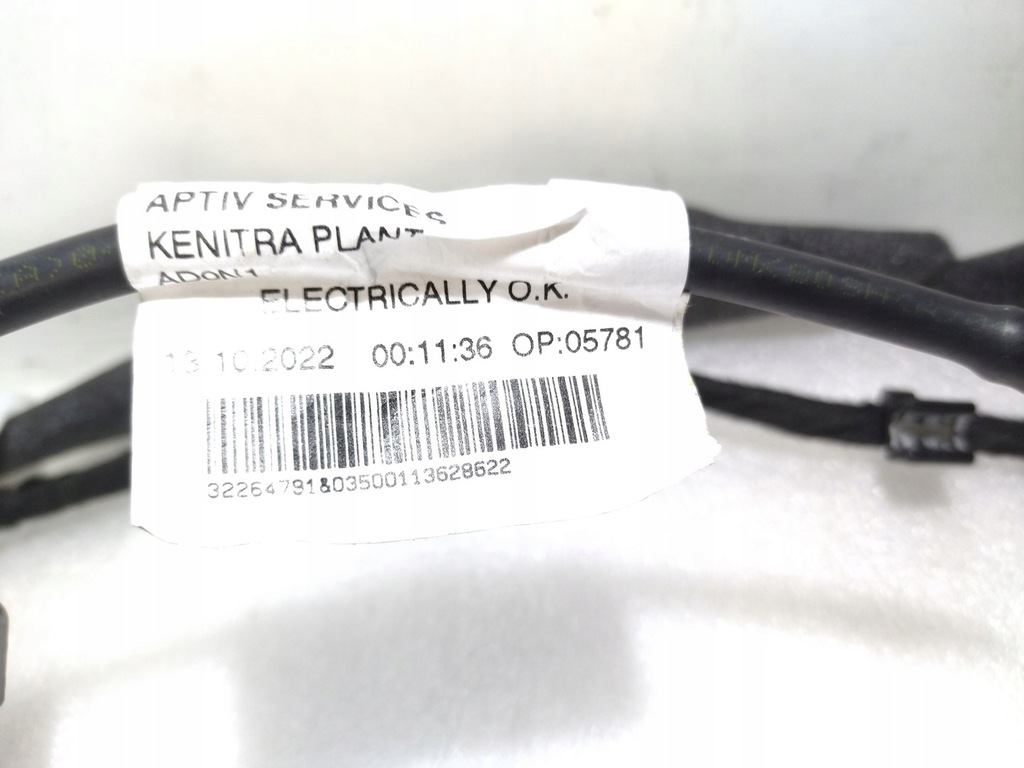 APTIV SERVICES
KENITRA PLANT
ELECTRICALLY O.K.
13.10.2022 00:11:36 OP:05781
32264791&03500113628622